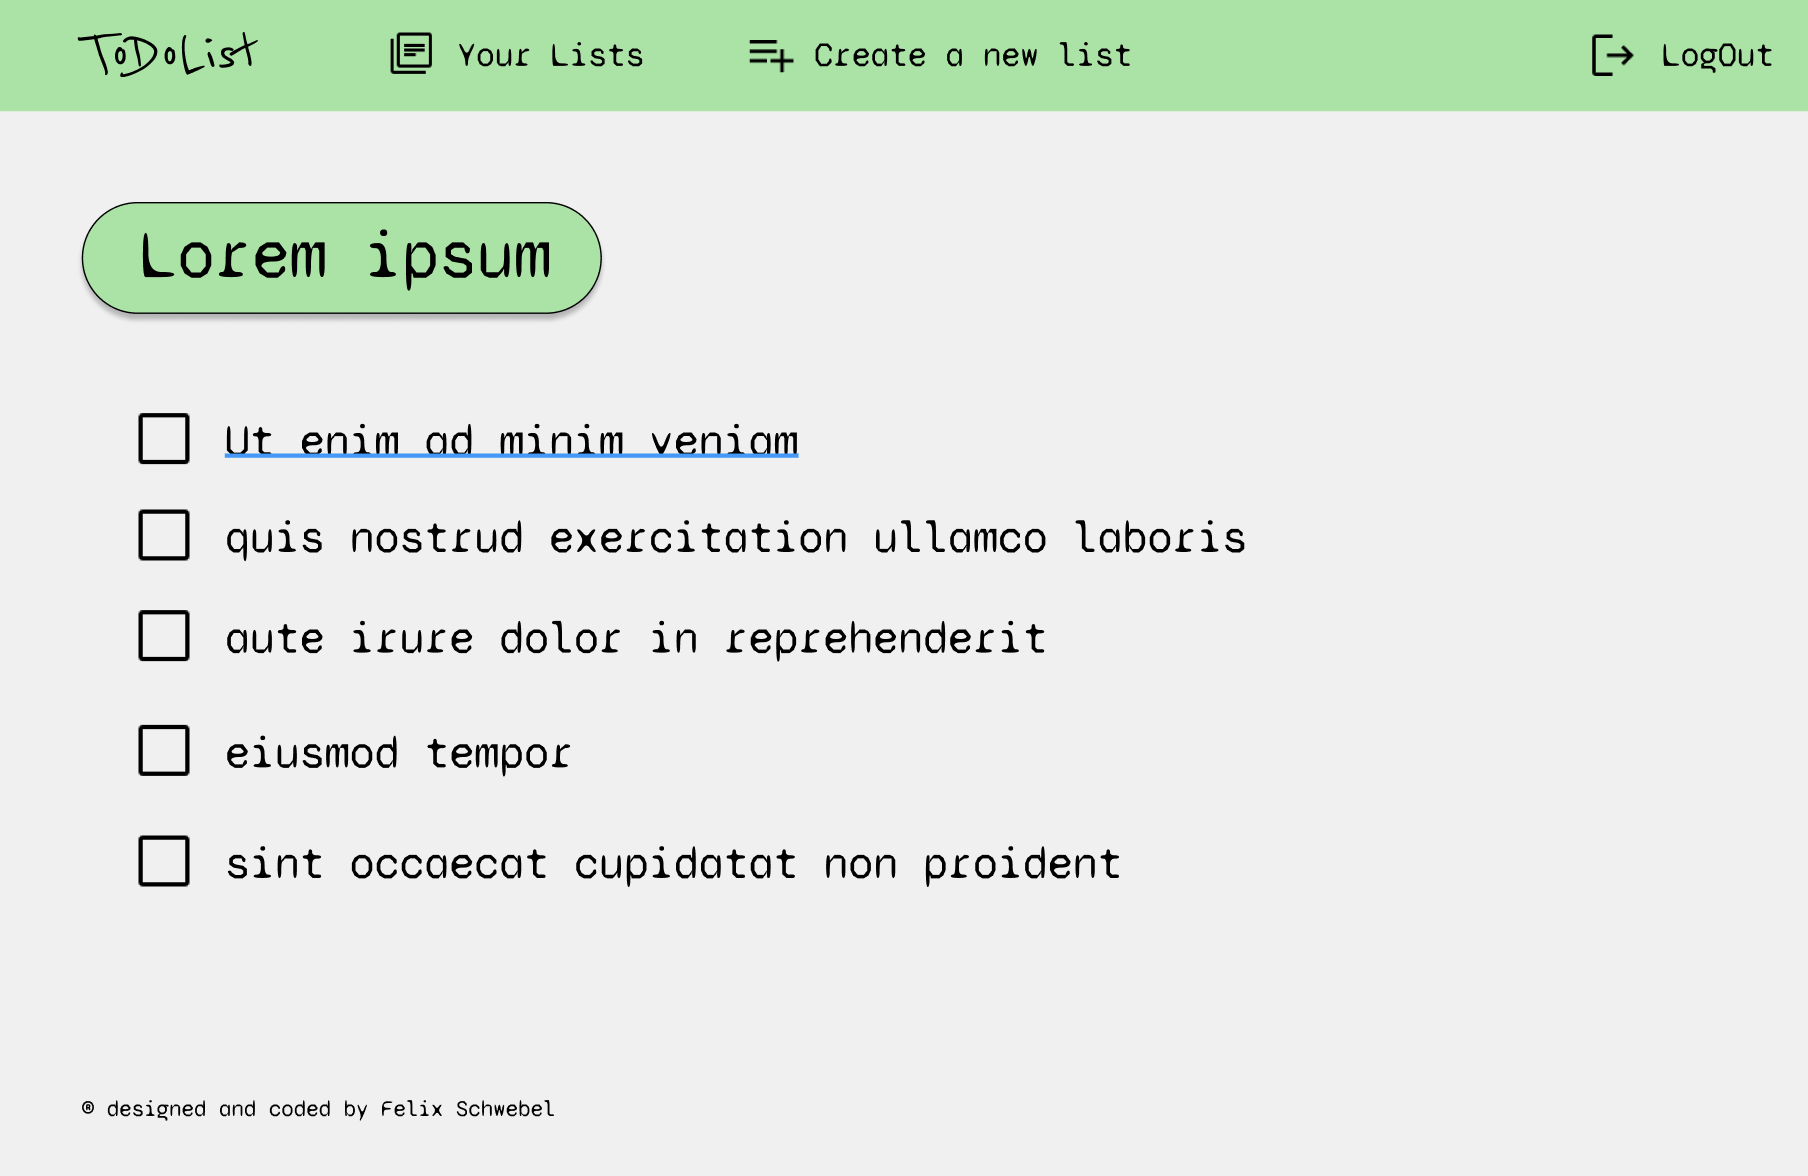 ToDoList
Your Lists
Create a new list
LogOut
Lorem ipsum
Ut enim ad minim veniam
quis nostrud exercitation ullamco laboris
aute irure dolor in reprehenderit
eiusmod tempor
sint occaecat cupidatat non proident
® designed and coded by Felix Schwebel